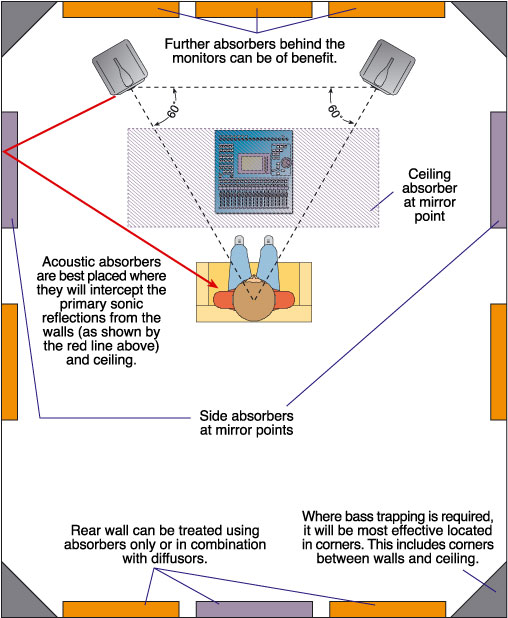 Further absorbers behind the
monitors can be of benefit.
60°
60°
Ceiling
absorber
at mirror
point
Acoustic absorbers
are best placed where
they will intercept the
primary sonic
reflections from the
walls (as shown by
the red line above)
and ceiling.
Side absorbers
at mirror points
Rear wall can be treated using
absorbers only or in combination
with diffusors.
Where bass trapping is required,
it will be most effective located
in corners. This includes corners
between walls and ceiling.